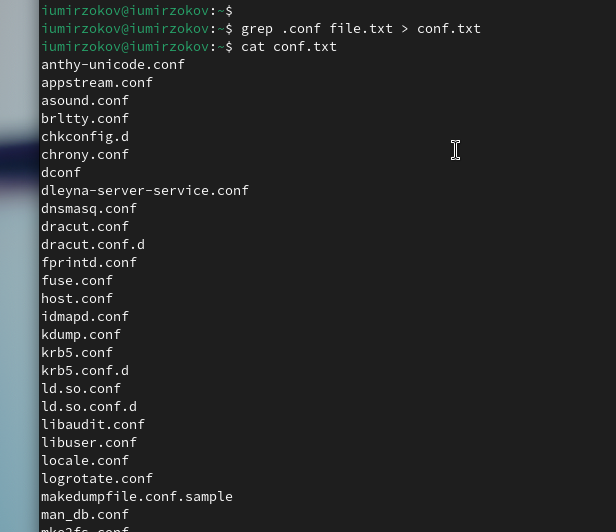 iumirzokov@iumirzokov:~$
iumirzokov@iumirzokov:~$ grep .conf file.txt > conf.txt
iumirzokov@iumirzokov:~$ cat conf.txt
anthy-unicode.conf
appstream.conf
asound.conf
brltty.conf
chkconfig.d
chrony.conf
dconf
dleyna-server-service.conf
dnsmasq.conf
dracut.conf
dracut.conf.d
fprintd.conf
fuse.conf
host.conf
idmapd.conf
kdump.conf
krb5.conf
krb5.conf.d
ld.so.conf
ld.so.conf.d
libaudit.conf
libuser.conf
locale.conf
logrotate.conf
makedumpfile.conf.sample
man_db.conf
mke2fs.conf